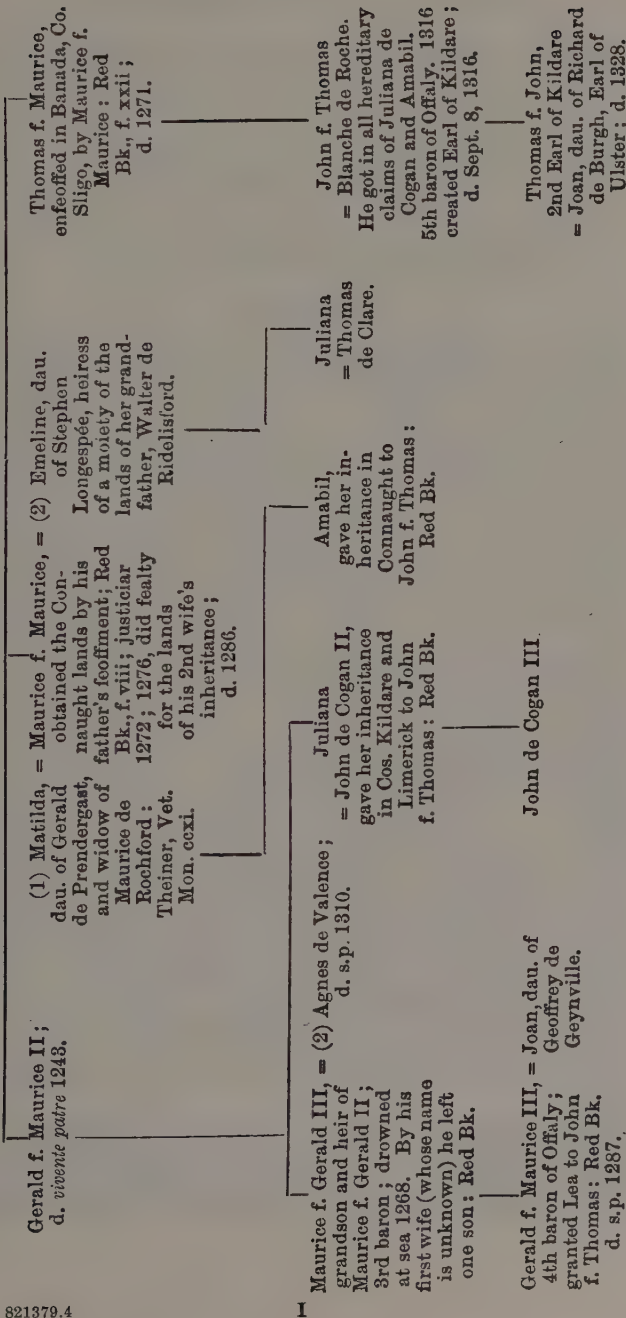 Gerald f. Maurice II ;
d. vivente patre 1243.
(1) Matilda,
dau. of Gerald
de Prendergast,
and widow of
Maurice de
Rochford :
Theiner, Vet.
Mon. ccxi.
= Maurice f. Maurice, =
obtained the Con-
naught lands by his
father's feoffment; Red
Bk., f. viii; justiciar
1272 ; 1276, did fealty
for the lands
of his 2nd wife's
inheritance ;
d. 1286.
(2) Emeline, dau.
of Stephen
Longespée, heiress
of a moiety of the
lands of her grand-
father, Walter de
Ridelisford.
Thomas f. Maurice,
enfeoffed in Banada, Co.
Sligo, by Maurice f.
Maurice : Red
Bk., f. xxii ;
d. 1271.
Maurice f. Gerald III, = (2) Agnes de Valence ;
grandson and heir of
d. s.p. 1310.
Maurice f. Gerald II ;
3rd baron ; drowned
at sea 1268. By his
first wife (whose name
is unknown) he left
one son : Red Bk.
Juliana
= John de Cogan II,
gave her inheritance
in Cos. Kildare and
Limerick to John
f. Thomas : Red Bk.
Amabil,
gave her in-
heritance in
Connaught to
John f. Thomas :
Red Bk.
Juliana
= Thomas
de Clare.
John f. Thomas
= Blanche de Roche.
He got in all hereditary
claims of Juliana de
Cogan and Amabil.
5th baron of Offaly. 1316
created Earl of Kildare ;
d. Sept. 8, 1316.
Gerald f. Maurice III, = Joan, dau. of
4th baron of Offaly ;
Geoffrey de
granted Lea to John
Geynville.
f. Thomas : Red Bk.
d. s.p. 1287.
John de Cogan III
Thomas f. John,
2nd Earl of Kildare
= Joan, dau. of Richard
de Burgh, Earl of
Ulster ; d. 1328.
821379.4
I